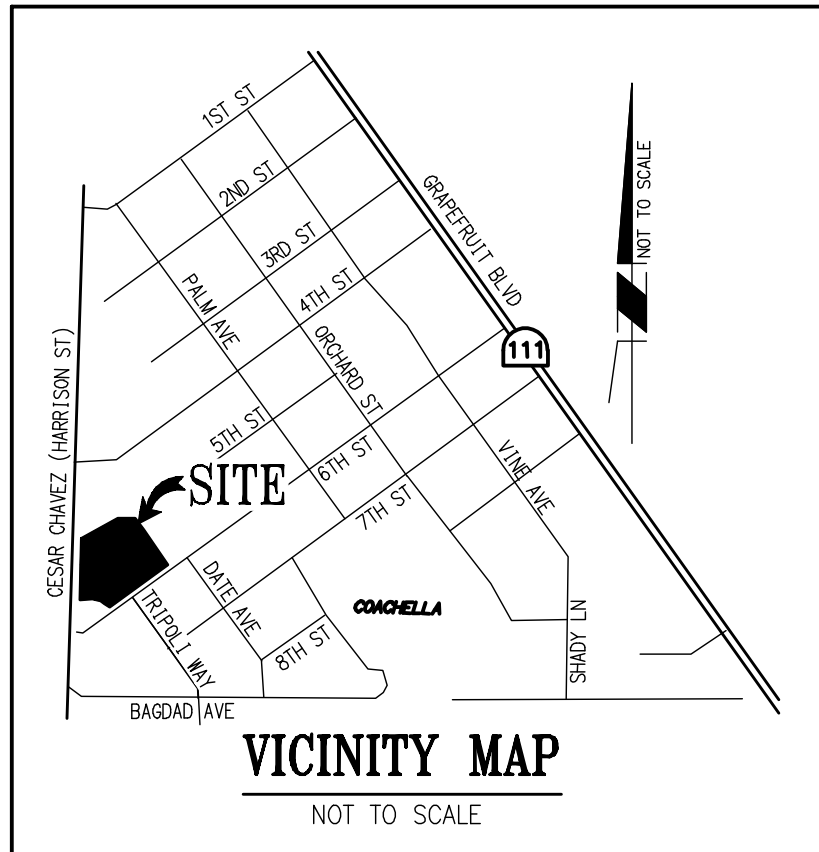 1ST ST
2ND ST
3RD ST
4TH ST
GRAPEFRUIT BLVD
NOT TO SCALE
PALM AVE
ORCHARD ST
111
CESAR CHAVEZ (HARRISON ST)
5TH ST
6TH ST
7TH ST
VINE AVE
SITE
TRIPOLI WAY
DATE AVE
8TH ST
COACHELLA
SHADY LN
BAGDAD AVE
VICINITY MAP
NOT TO SCALE